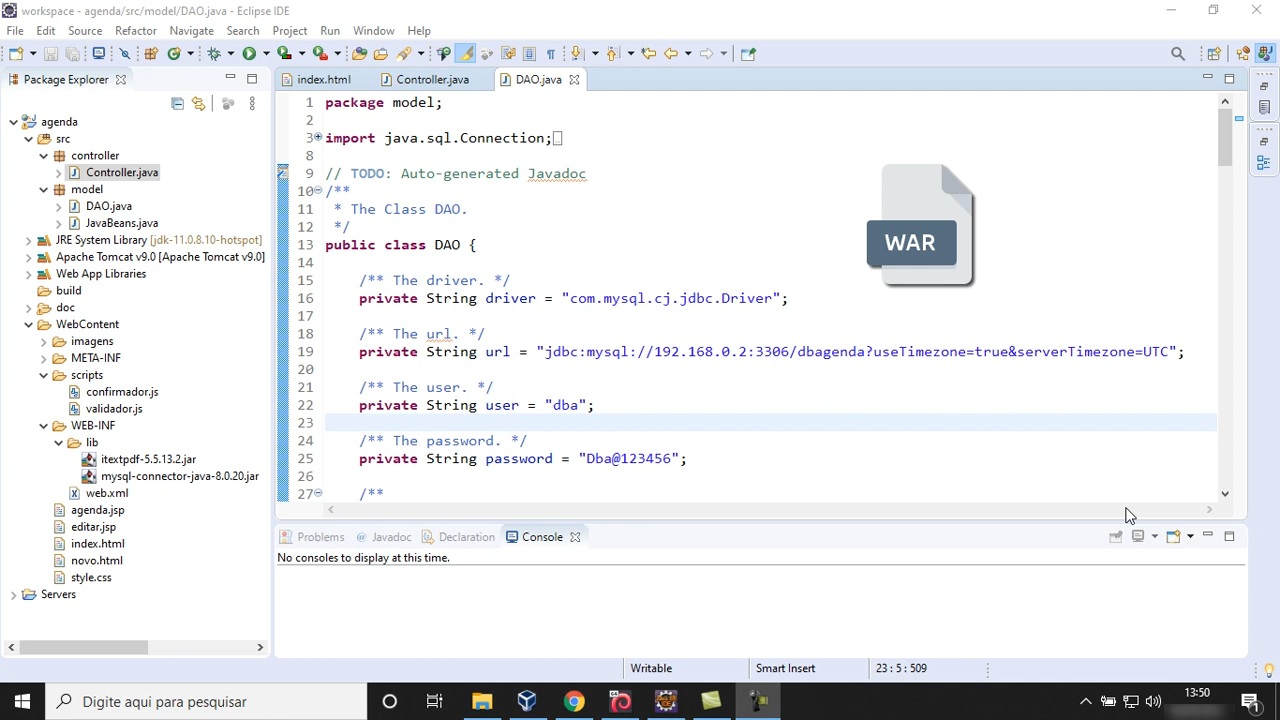 workspace - agenda/src/model/DAO.java - Eclipse IDE
File Edit Source Refactor Navigate Search Project Run Window Help
Package Explorer
index.html Controller.java DAO.java
agenda
src
controller
Controller.java
model
DAO.java
JavaBeans.java
JRE System Library [jdk-11.0.8.10-hotspot]
Apache Tomcat v9.0 [Apache Tomcat v9.0]
Web App Libraries
build
doc
WebContent
imagens
META-INF
scripts
confirmador.js
validador.js
WEB-INF
lib
itextpdf-5.5.13.2.jar
mysql-connector-java-8.0.20.jar
web.xml
agenda.jsp
editar.jsp
index.html
novo.html
style.css
Servers
1 package model;
2
3 import java.sql.Connection;
8
9 // TODO: Auto-generated Javadoc
10 /**
11 * The Class DAO.
12 */
13 public class DAO {
14
15 /** The driver. */
16 private String driver = "com.mysql.cj.jdbc.Driver";
17
18 /** The url. */
19 private String url = "jdbc:mysql://192.168.0.2:3306/dbagenda?useTimezone=true&serverTimezone=UTC";
20
21 /** The user. */
22 private String user = "dba";
23
24 /** The password. */
25 private String password = "Dba@123456";
26
27 /**
WAR
Problems Javadoc Declaration Console
No consoles to display at this time.
Writable Smart Insert 23 : 5 : 509
Digite aqui para pesquisar
13:50
1